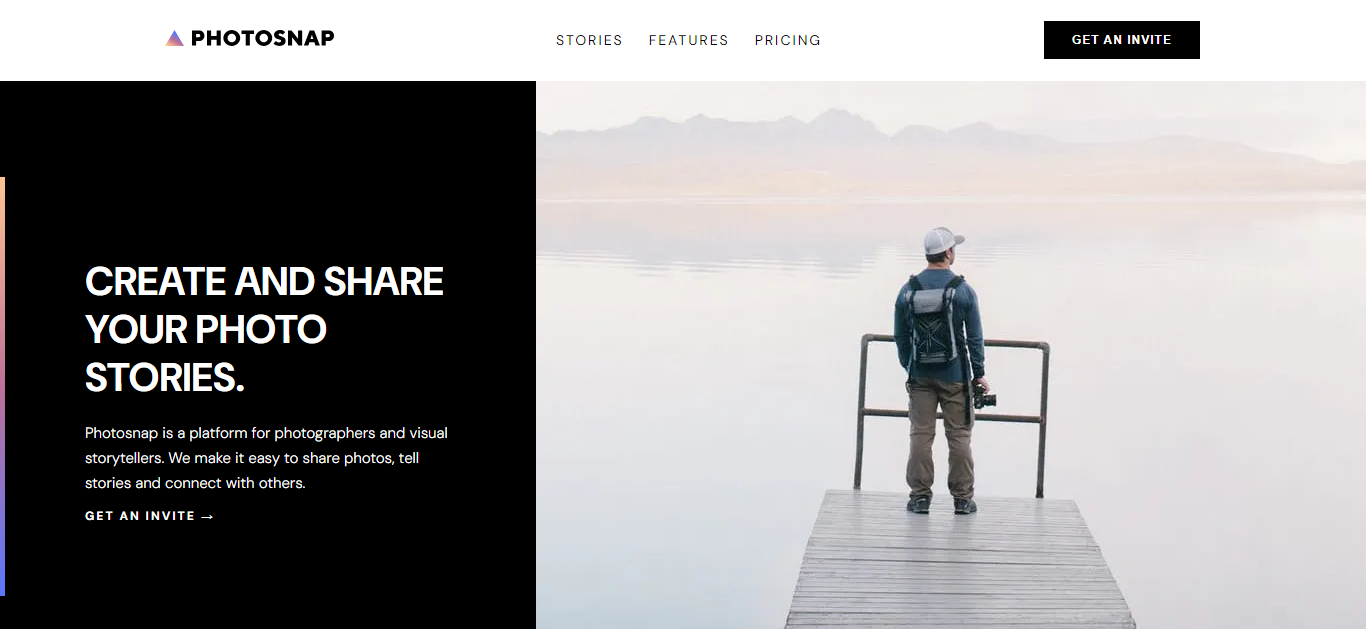 PHOTOSNAP
STORIES FEATURES PRICING
GET AN INVITE
CREATE AND SHARE
YOUR PHOTO
STORIES.
Photosnap is a platform for photographers and visual
storytellers. We make it easy to share photos, tell
stories and connect with others.
GET AN INVITE →